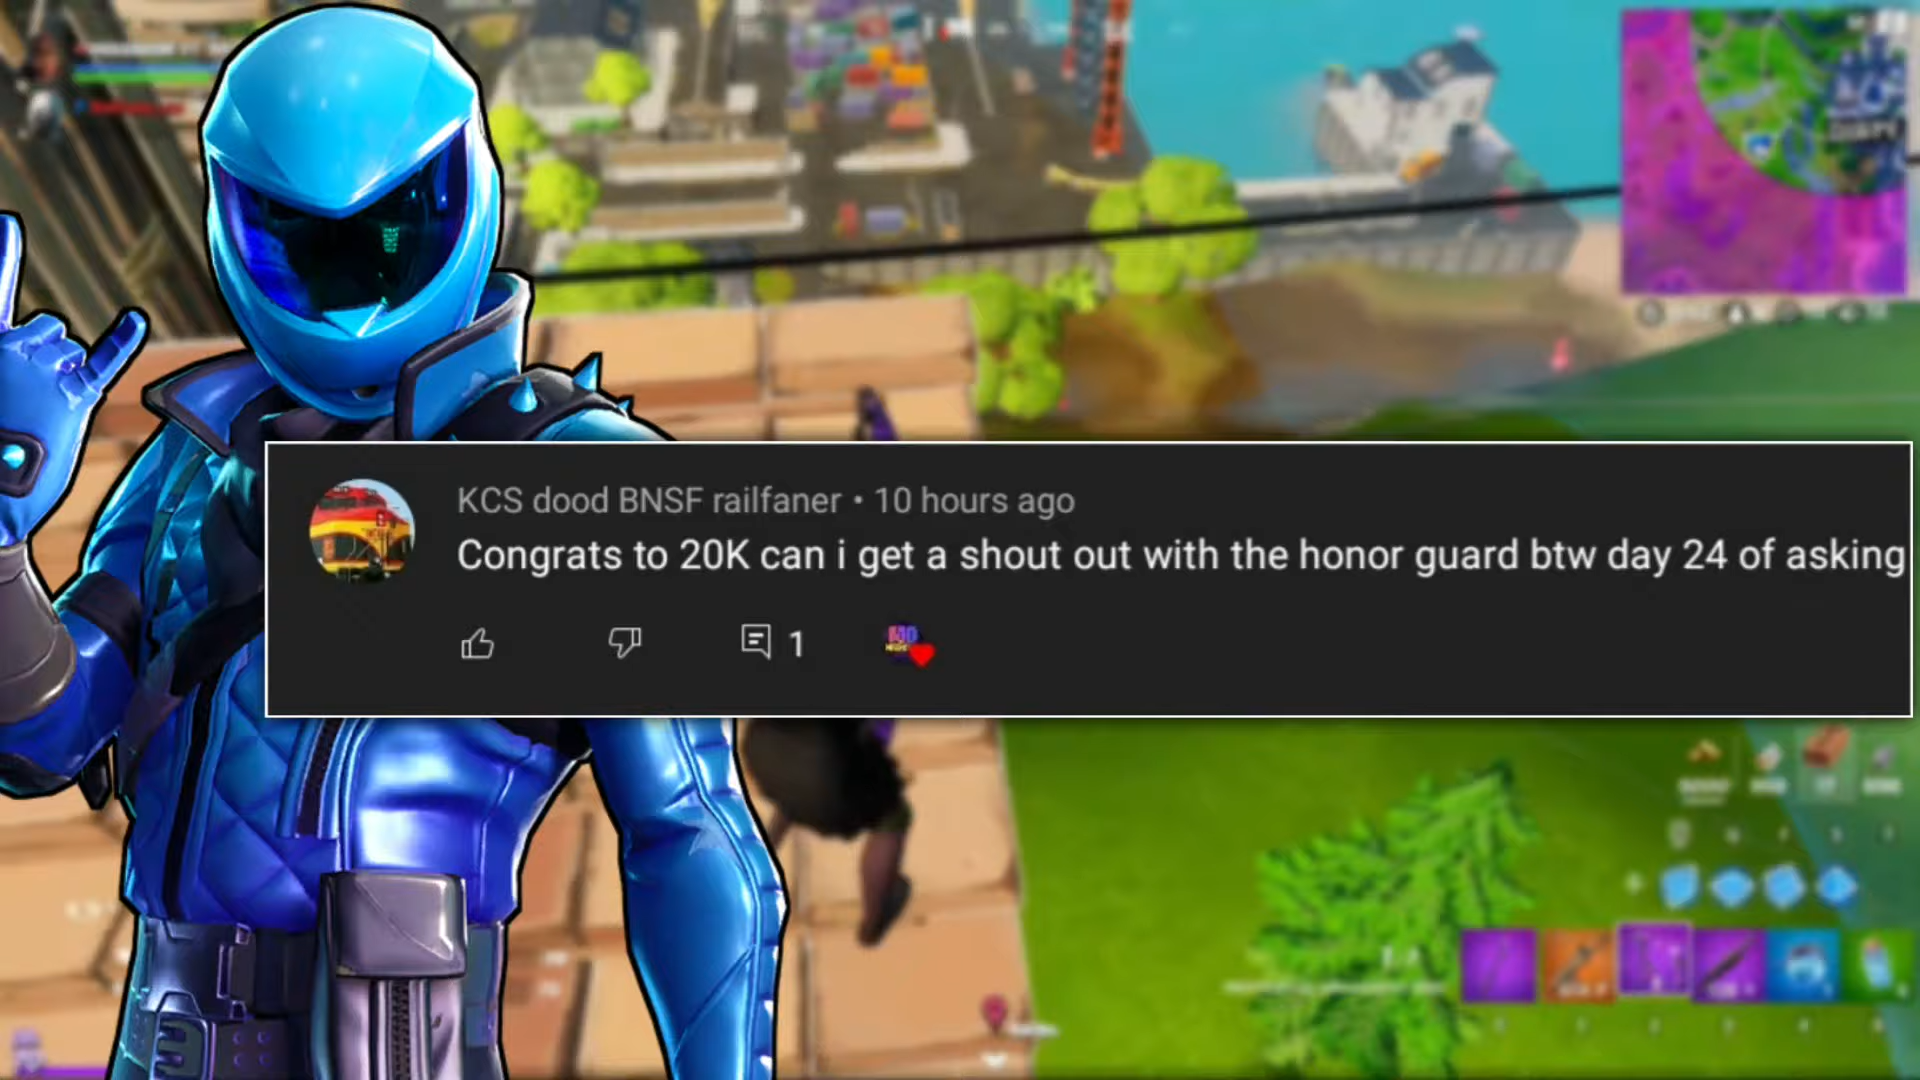 KCS dood BNSF railfaner • 10 hours ago
Congrats to 20K can i get a shout out with the honor guard btw day 24 of asking
1